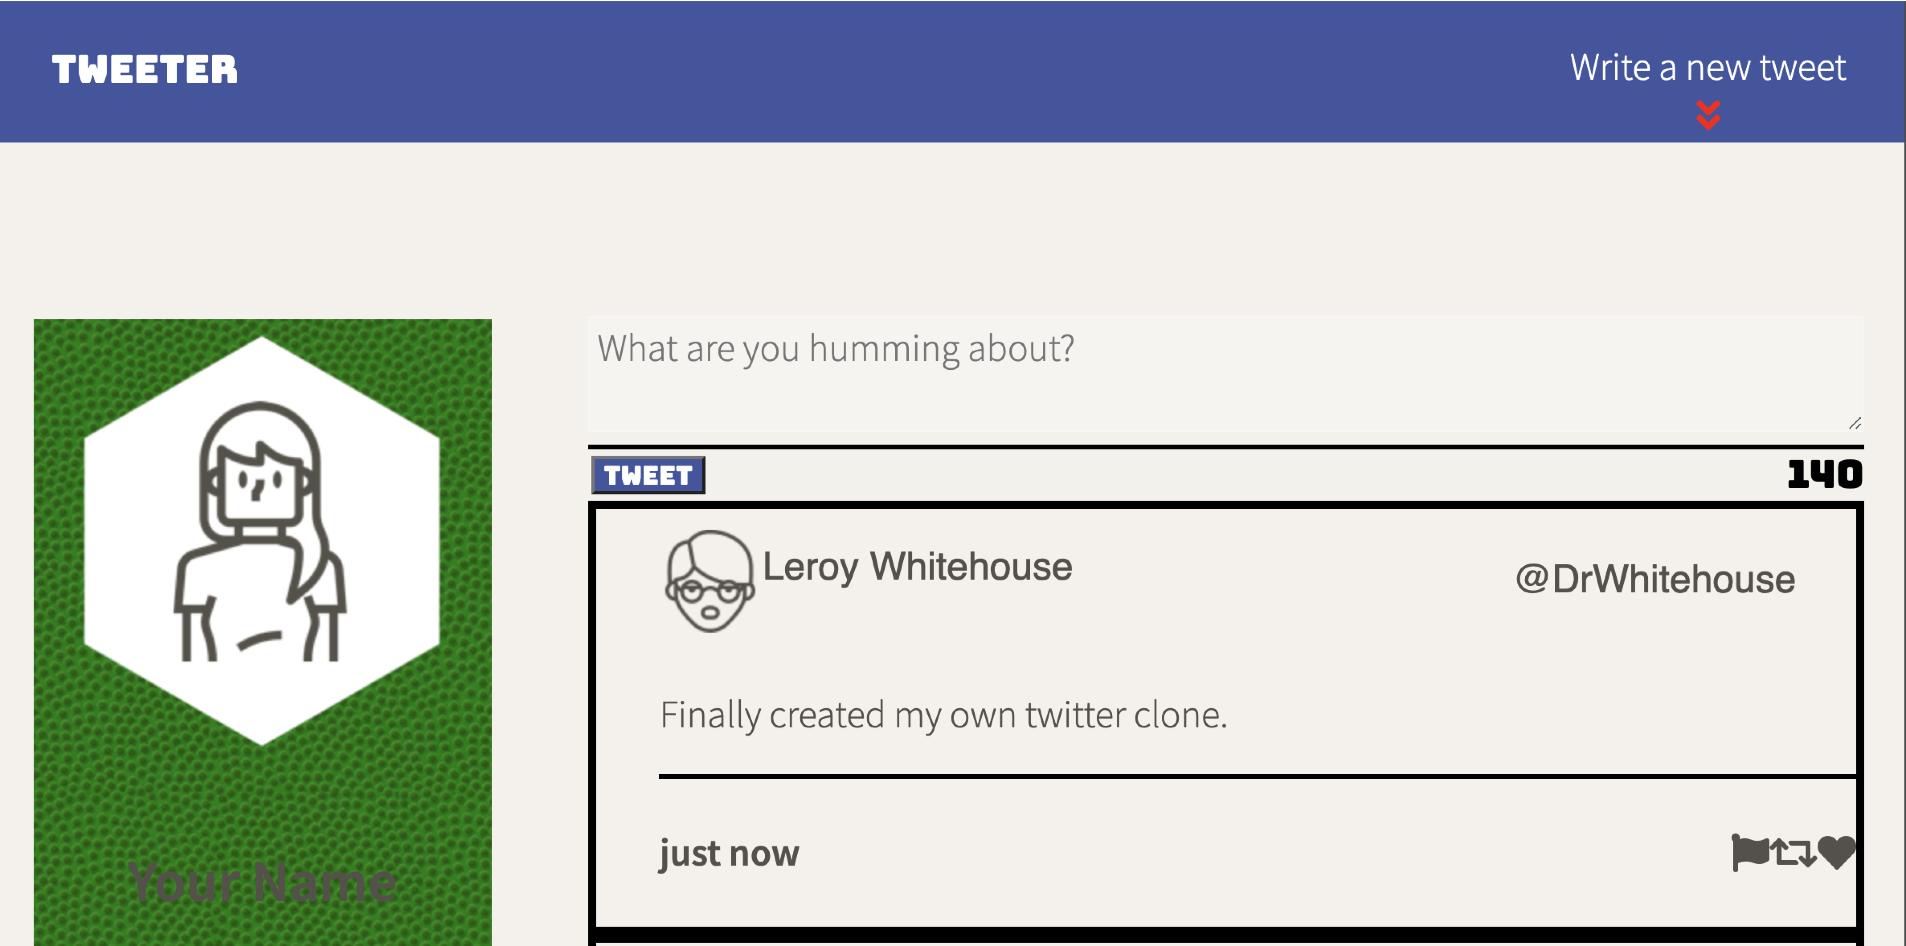 TWEETER
Write a new tweet
What are you humming about?
TWEET
140
Leroy Whitehouse
@DrWhitehouse
Finally created my own twitter clone.
just now
Your Name